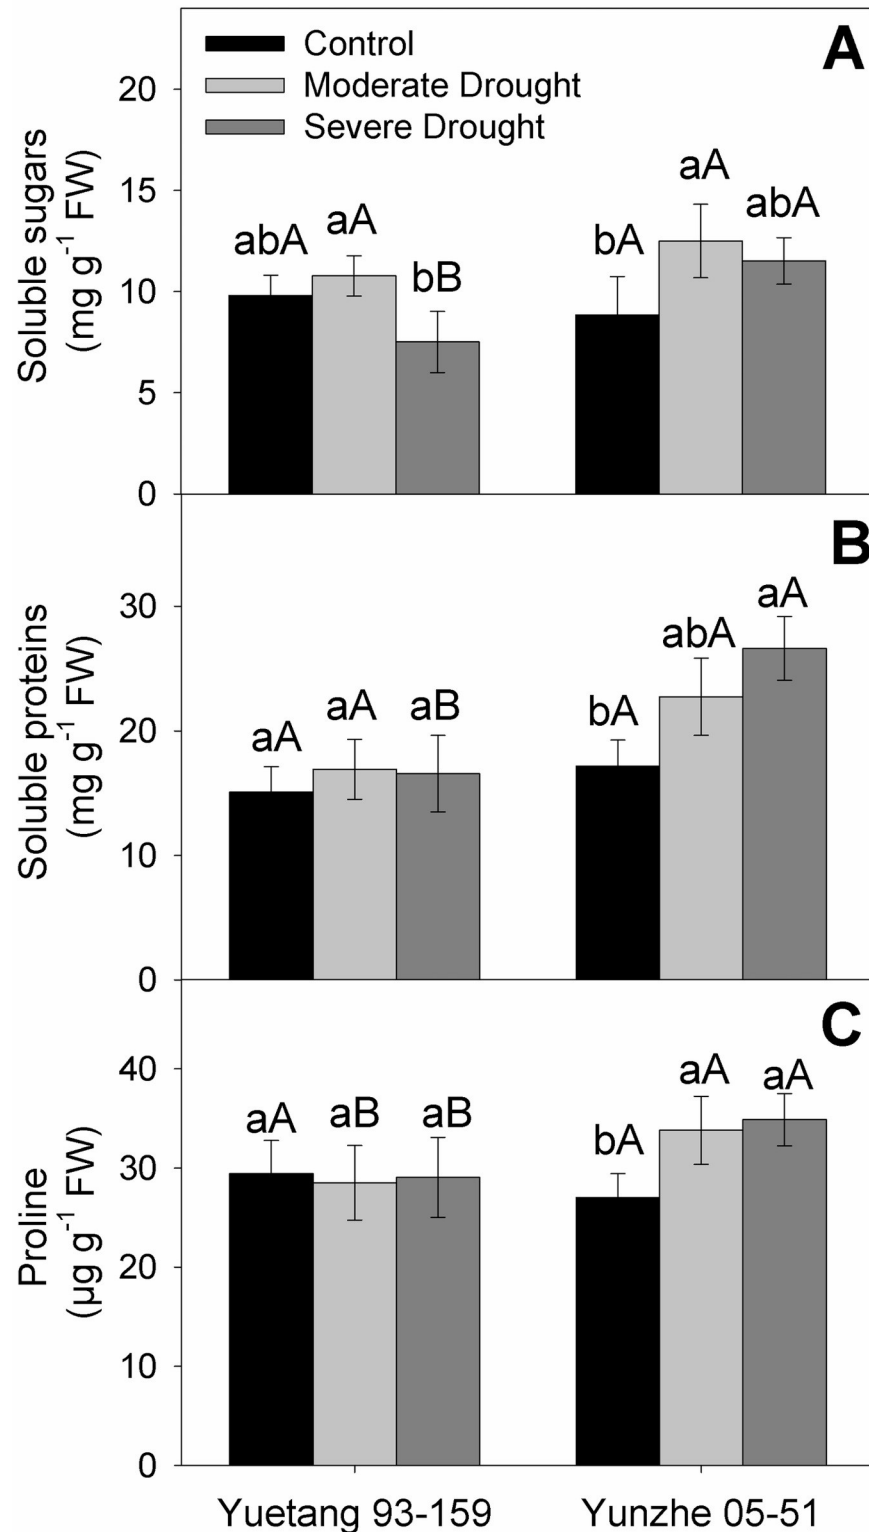 A
Control
Moderate Drought
Severe Drought
Soluble sugars
(mg g⁻¹ FW)
20
15
10
5
0
abA
aA
bB
bA
aA
abA
B
Soluble proteins
(mg g⁻¹ FW)
30
20
10
0
aA
aA
aB
bA
abA
aA
C
Proline
(µg g⁻¹ FW)
40
30
20
10
0
aA
aB
aB
bA
aA
aA
Yuetang 93-159
Yunzhe 05-51